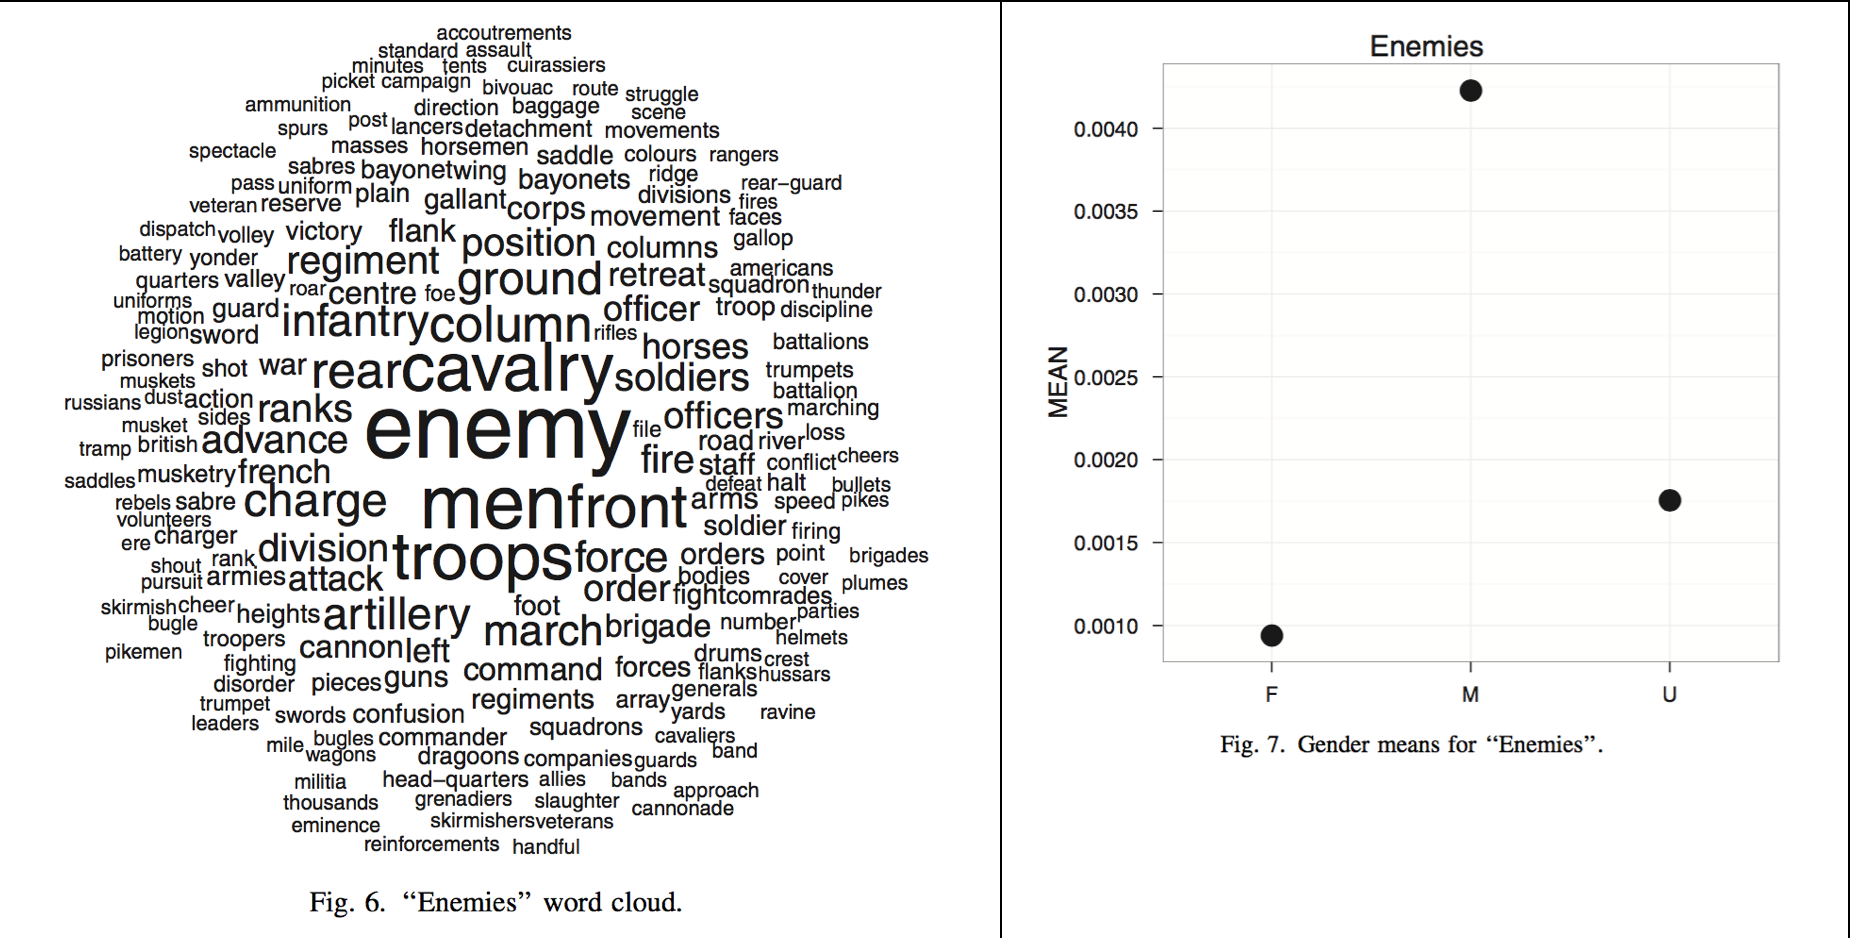 accoutrements
standard assault
minutes tents cuirassiers
picket campaign bivouac route struggle
ammunition direction baggage scene
spurs post lancers detachment movements
spectacle masses horsemen saddle colours rangers
sabres bayonet wing bayonets ridge
pass uniform plain gallant divisions rear-guard
veteran reserve corps movement faces fires
dispatch volley victory flank position columns gallop
battery yonder regiment ground retreat americans
quarters valley roar centre foe squadron thunder
uniforms guard infantry column officer troop discipline
motion
legion sword rifles horses battalions
prisoners shot war rear cavalry soldiers trumpets
muskets battalion
russians dust action ranks enemy officers marching
musket sides file road river loss
tramp british advance fire staff conflict cheers
saddles musketry french defeat halt bullets
rebels sabre charge men front arms speed pikes
volunteers soldier firing
ere charger division troops force orders point brigades
shout rank
pursuit armies attack order bodies cover plumes
fight comrades
skirmish cheer heights artillery foot parties
bugle march brigade number
pikemen troopers cannon left helmets
fighting command forces drums crest
disorder pieces guns flanks hussars
trumpet regiments array generals
leaders swords confusion squadrons yards ravine
mile bugles commander cavaliers
wagons dragoons companies guards band
militia head-quarters allies bands approach
thousands grenadiers slaughter cannonade
eminence skirmishers veterans
reinforcements handful
Fig. 6. “Enemies” word cloud.
Enemies
0.0040
0.0035
0.0030
0.0025
0.0020
0.0015
0.0010
MEAN
F M U
Fig. 7. Gender means for “Enemies”.